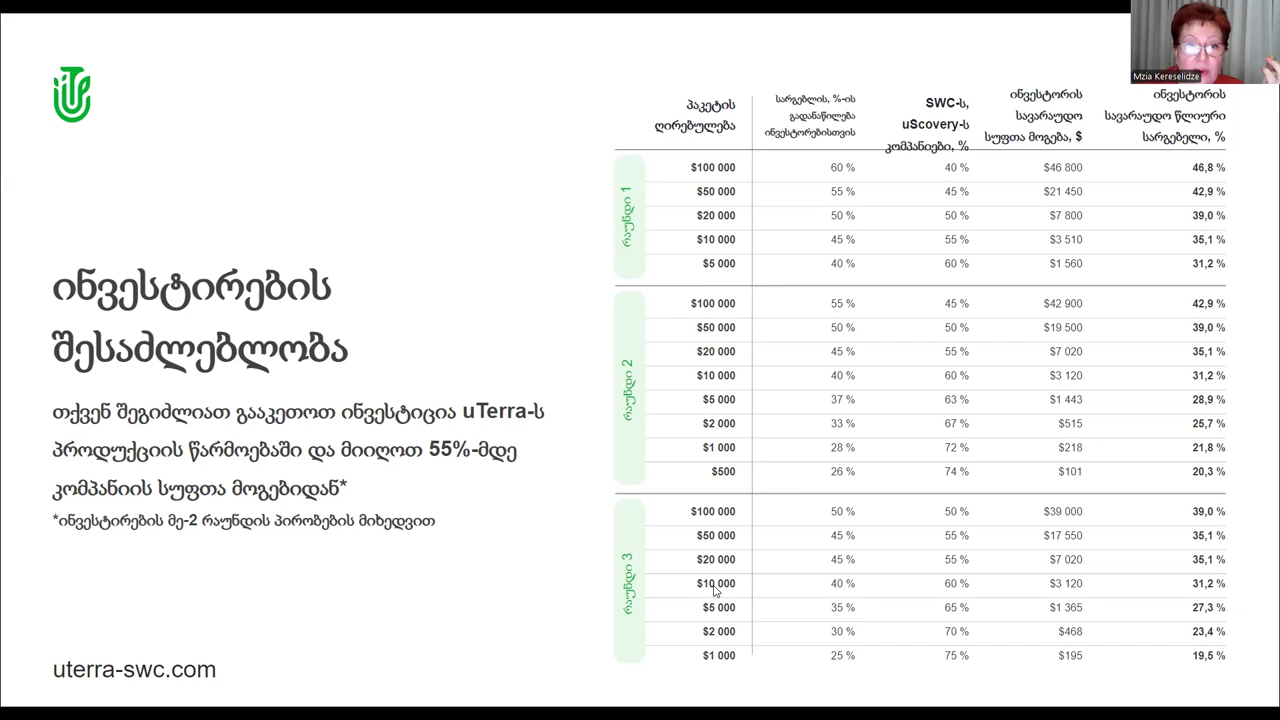 Mzia Kereselidze
პაკეტის
ღირებულება
სარგებლის, %-ის
გადანაწილება
ინვესტორებისთვის
SWC-ს,
uScovery-ს
კომპანიები, %
ინვესტორის
სავარაუდო
სუფთა მოგება, $
ინვესტორის
სავარაუდო წლიური
სარგებელი, %
რაუნდი 1
$100 000 60 % 40 % $46 800 46,8 %
$50 000 55 % 45 % $21 450 42,9 %
$20 000 50 % 50 % $7 800 39,0 %
$10 000 45 % 55 % $3 510 35,1 %
$5 000 40 % 60 % $1 560 31,2 %
რაუნდი 2
$100 000 55 % 45 % $42 900 42,9 %
$50 000 50 % 50 % $19 500 39,0 %
$20 000 45 % 55 % $7 020 35,1 %
$10 000 40 % 60 % $3 120 31,2 %
$5 000 37 % 63 % $1 443 28,9 %
$2 000 33 % 67 % $515 25,7 %
$1 000 28 % 72 % $218 21,8 %
$500 26 % 74 % $101 20,3 %
რაუნდი 3
$100 000 50 % 50 % $39 000 39,0 %
$50 000 45 % 55 % $17 550 35,1 %
$20 000 45 % 55 % $7 020 35,1 %
$10 000 40 % 60 % $3 120 31,2 %
$5 000 35 % 65 % $1 365 27,3 %
$2 000 30 % 70 % $468 23,4 %
$1 000 25 % 75 % $195 19,5 %
ინვესტირების
შესაძლებლობა
თქვენ შეგიძლიათ გააკეთოთ ინვესტიცია uTerra-ს
პროდუქციის წარმოებაში და მიიღოთ 55%-მდე
კომპანიის სუფთა მოგებიდან*
*ინვესტირების მე-2 რაუნდის პირობების მიხედვით
uterra-swc.com